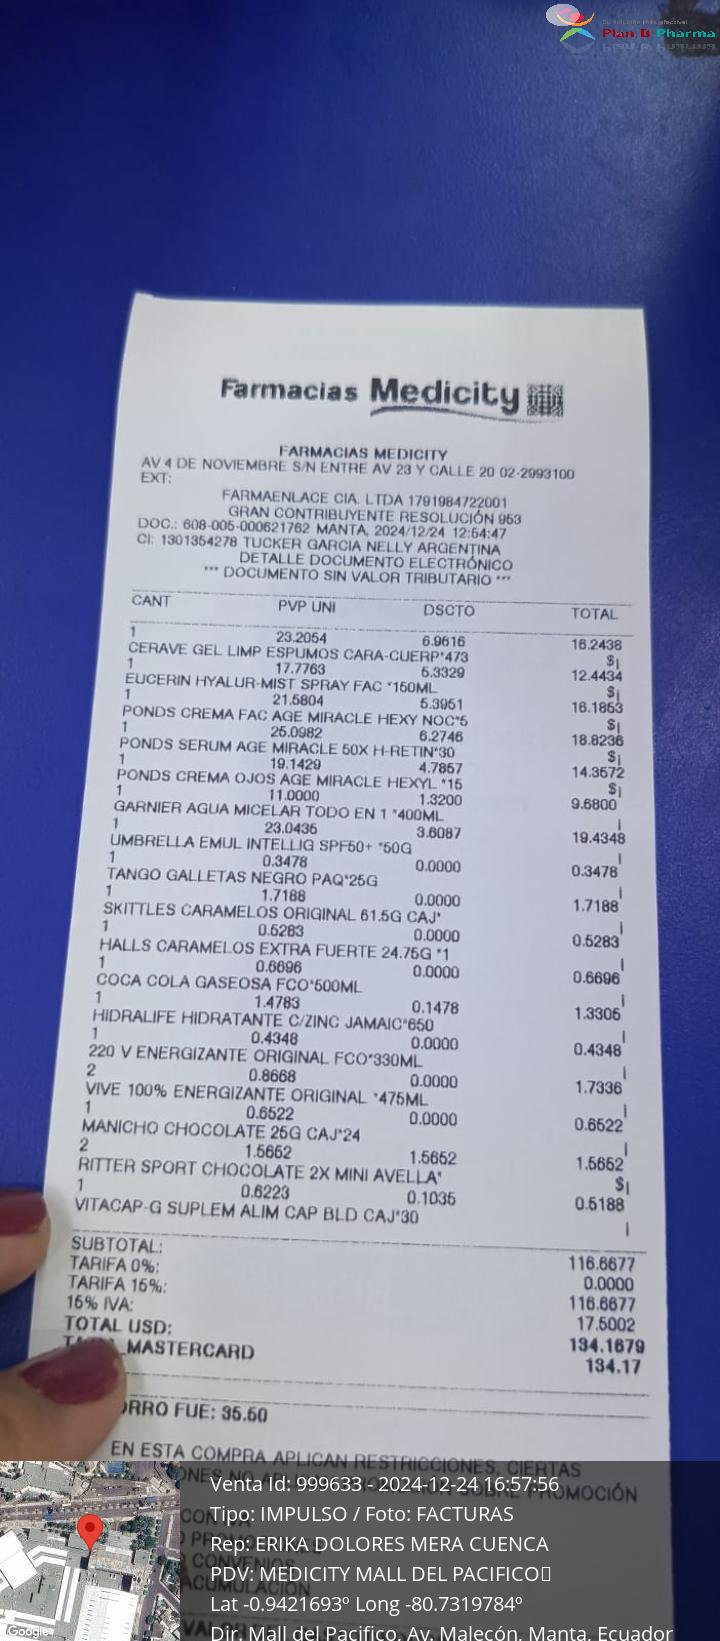 Tu solución más efectiva!
Plan B Pharma
Farmacias Medicity
FARMACIAS MEDICITY
AV 4 DE NOVIEMBRE S/N ENTRE AV 23 Y CALLE 20 02-2993100
EXT:
FARMAENLACE CIA. LTDA 1791984722001
GRAN CONTRIBUYENTE RESOLUCIÓN 953
DOC.: 608-005-000621762 MANTA, 2024/12/24 12:54:47
CI: 1301354278 TUCKER GARCIA NELLY ARGENTINA
DETALLE DOCUMENTO ELECTRÓNICO
*** DOCUMENTO SIN VALOR TRIBUTARIO ***
CANT PVP UNI DSCTO TOTAL
1 23.2054 6.9616 16.2438
CERAVE GEL LIMP ESPUMOS CARA-CUERP*473 $|
1 17.7763 5.3329 12.4434
EUCERIN HYALUR-MIST SPRAY FAC *150ML $|
1 21.5804 5.3951 16.1853
PONDS CREMA FAC AGE MIRACLE HEXY NOC*5 $|
1 25.0982 6.2746 18.8236
PONDS SERUM AGE MIRACLE 50X H-RETIN*30 $|
1 19.1429 4.7857 14.3572
PONDS CREMA OJOS AGE MIRACLE HEXYL *15 $|
1 11.0000 1.3200 9.6800
GARNIER AGUA MICELAR TODO EN 1 *400ML |
1 23.0435 3.6087 19.4348
UMBRELLA EMUL INTELLIG SPF50+ *50G |
1 0.3478 0.0000 0.3478
TANGO GALLETAS NEGRO PAQ*25G |
1 1.7188 0.0000 1.7188
SKITTLES CARAMELOS ORIGINAL 61.5G CAJ* |
1 0.5283 0.0000 0.5283
HALLS CARAMELOS EXTRA FUERTE 24.75G *1 |
1 0.6696 0.0000 0.6696
COCA COLA GASEOSA FCO*500ML |
1 1.4783 0.1478 1.3305
HIDRALIFE HIDRATANTE C/ZINC JAMAIC*650 |
1 0.4348 0.0000 0.4348
220 V ENERGIZANTE ORIGINAL FCO*330ML |
2 0.8668 0.0000 1.7336
VIVE 100% ENERGIZANTE ORIGINAL *475ML |
1 0.6522 0.0000 0.6522
MANICHO CHOCOLATE 25G CAJ*24 |
2 1.5652 1.5652 1.5652
RITTER SPORT CHOCOLATE 2X MINI AVELLA* $|
1 0.6223 0.1035 0.5188
VITACAP-G SUPLEM ALIM CAP BLD CAJ*30 |
SUBTOTAL: 116.6677
TARIFA 0%: 0.0000
TARIFA 15%: 116.6677
15% IVA: 17.5002
TOTAL USD: 134.1679
MASTERCARD 134.17
ORRO FUE: 35.50
EN ESTA COMPRA APLICAN RESTRICCIONES, CIERTAS
ONES NO APLICAN PROMOCIÓN SOBRE PROMOCIÓN
CON
PROMO
CONVENIOS
ACUMULACIÓN
Google
Venta Id: 999633 - 2024-12-24 16:57:56
Tipo: IMPULSO / Foto: FACTURAS
Rep: ERIKA DOLORES MERA CUENCA
PDV: MEDICITY MALL DEL PACIFICO
Lat -0.9421693º Long -80.7319784º
Dir. Mall del Pacifico, Av. Malecón, Manta, Ecuador